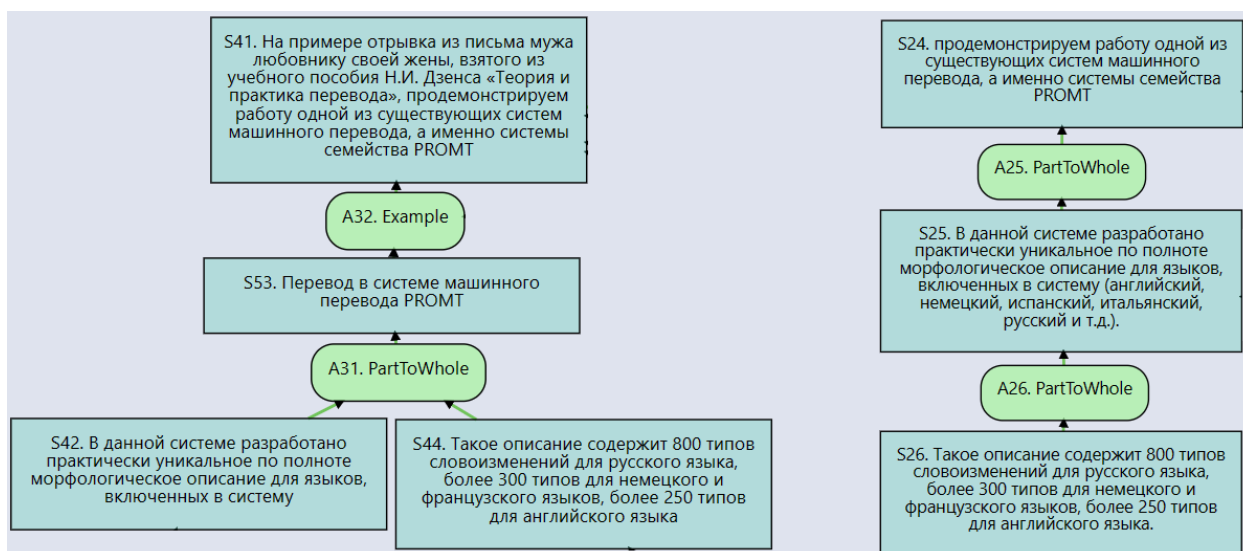 S41. На примере отрывка из письма мужа
любовнику своей жены, взятого из
учебного пособия Н.И. Дзенса «Теория и
практика перевода», продемонстрируем
работу одной из существующих систем
машинного перевода, а именно системы
семейства PROMT
A32. Example
S53. Перевод в системе машинного
перевода PROMT
A31. PartToWhole
S42. В данной системе разработано
практически уникальное по полноте
морфологическое описание для языков,
включенных в систему
S44. Такое описание содержит 800 типов
словоизменений для русского языка,
более 300 типов для немецкого и
французского языков, более 250 типов
для английского языка
S24. продемонстрируем работу одной из
существующих систем машинного
перевода, а именно системы семейства
PROMT
A25. PartToWhole
S25. В данной системе разработано
практически уникальное по полноте
морфологическое описание для языков,
включенных в систему (английский,
немецкий, испанский, итальянский,
русский и т.д.).
A26. PartToWhole
S26. Такое описание содержит 800 типов
словоизменений для русского языка,
более 300 типов для немецкого и
французского языков, более 250 типов
для английского языка.